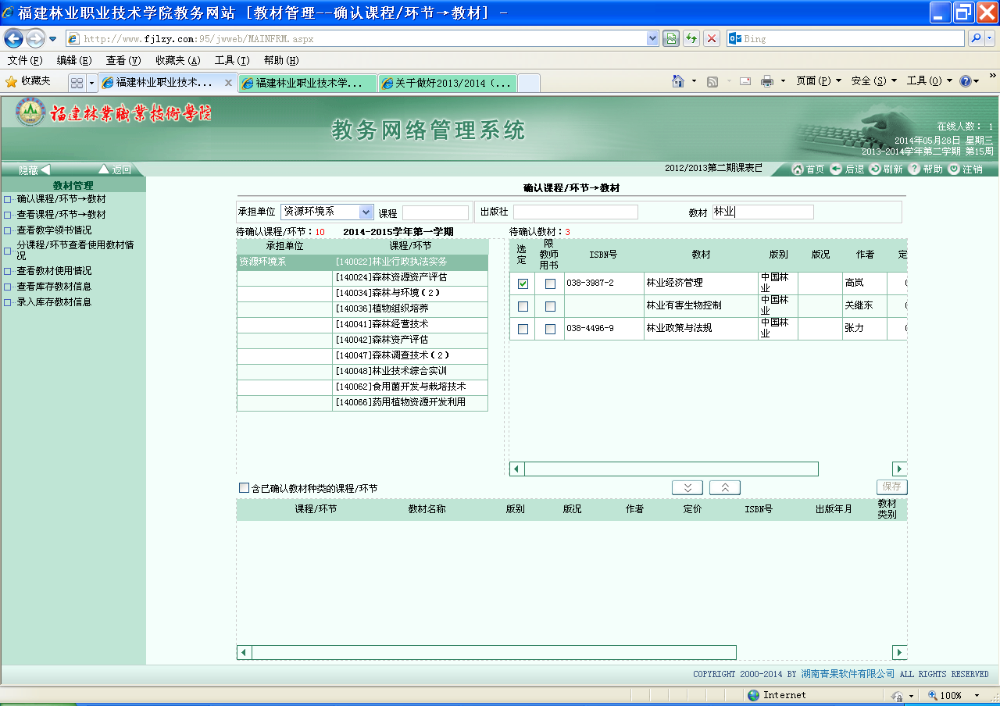 福建林业职业技术学院教务网站 [教材管理--确认课程/环节→教材] -
http://www.fjlzy.com:95/jwweb/MAINFRM.aspx
Bing
文件(F) 编辑(E) 查看(V) 收藏夹(A) 工具(T) 帮助(H)
收藏夹
福建林业职业技术...
福建林业职业技术学...
关于做好2013/2014（...
页面(P) 安全(S) 工具(O)
福建林業職業技術學院
教务网络管理系统
在线人数： 1
2014年05月28日 星期三
2013-2014学年第二学期 第15周
隐藏 返回
2012/2013第二期课表已
首页 后退 刷新 帮助 注销
教材管理
确认课程/环节→教材
查看课程/环节→教材
查看教学领书情况
分课程/环节查看使用教材情
况
查看教材使用情况
查看库存教材信息
录入库存教材信息
确认课程/环节→教材
承担单位 资源环境系 课程 出版社 教材 林业
待确认课程/环节：10 2014-2015学年第一学期
承担单位 课程/环节
资源环境系 [140022]林业行政执法实务
[140024]森林资源资产评估
[140034]森林与环境（2）
[140036]植物组织培养
[140041]森林经营技术
[140042]森林资产评估
[140047]森林调查技术（2）
[140048]林业技术综合实训
[140062]食用菌开发与栽培技术
[140066]药用植物资源开发利用
待确认教材：3
选定 限教师用书 ISBN号 教材 版别 版况 作者 定
038-3987-2 林业经济管理 中国林业 高岚
林业有害生物控制 中国林业 关继东
038-4496-9 林业政策与法规 中国林业 张力
含已确认教材种类的课程/环节
保存
课程/环节 教材名称 版别 版况 作者 定价 ISBN号 出版年月 教材类别
COPYRIGHT 2000-2014 BY 湖南青果软件有限公司 ALL RIGHTS RESERVED
Internet
100%